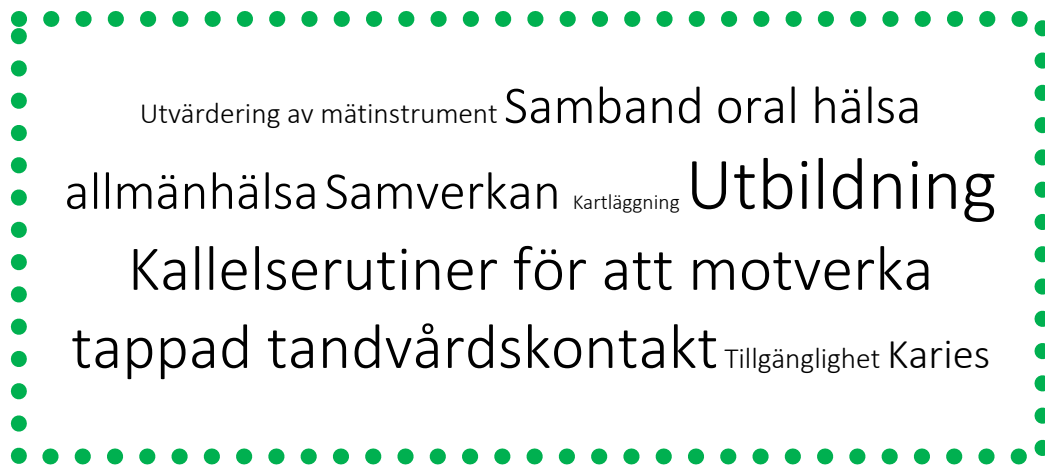 Utvärdering av mätinstrument Samband oral hälsa
allmänhälsa Samverkan Kartläggning Utbildning
Kallelserutiner för att motverka
tappad tandvårdskontakt Tillgänglighet Karies